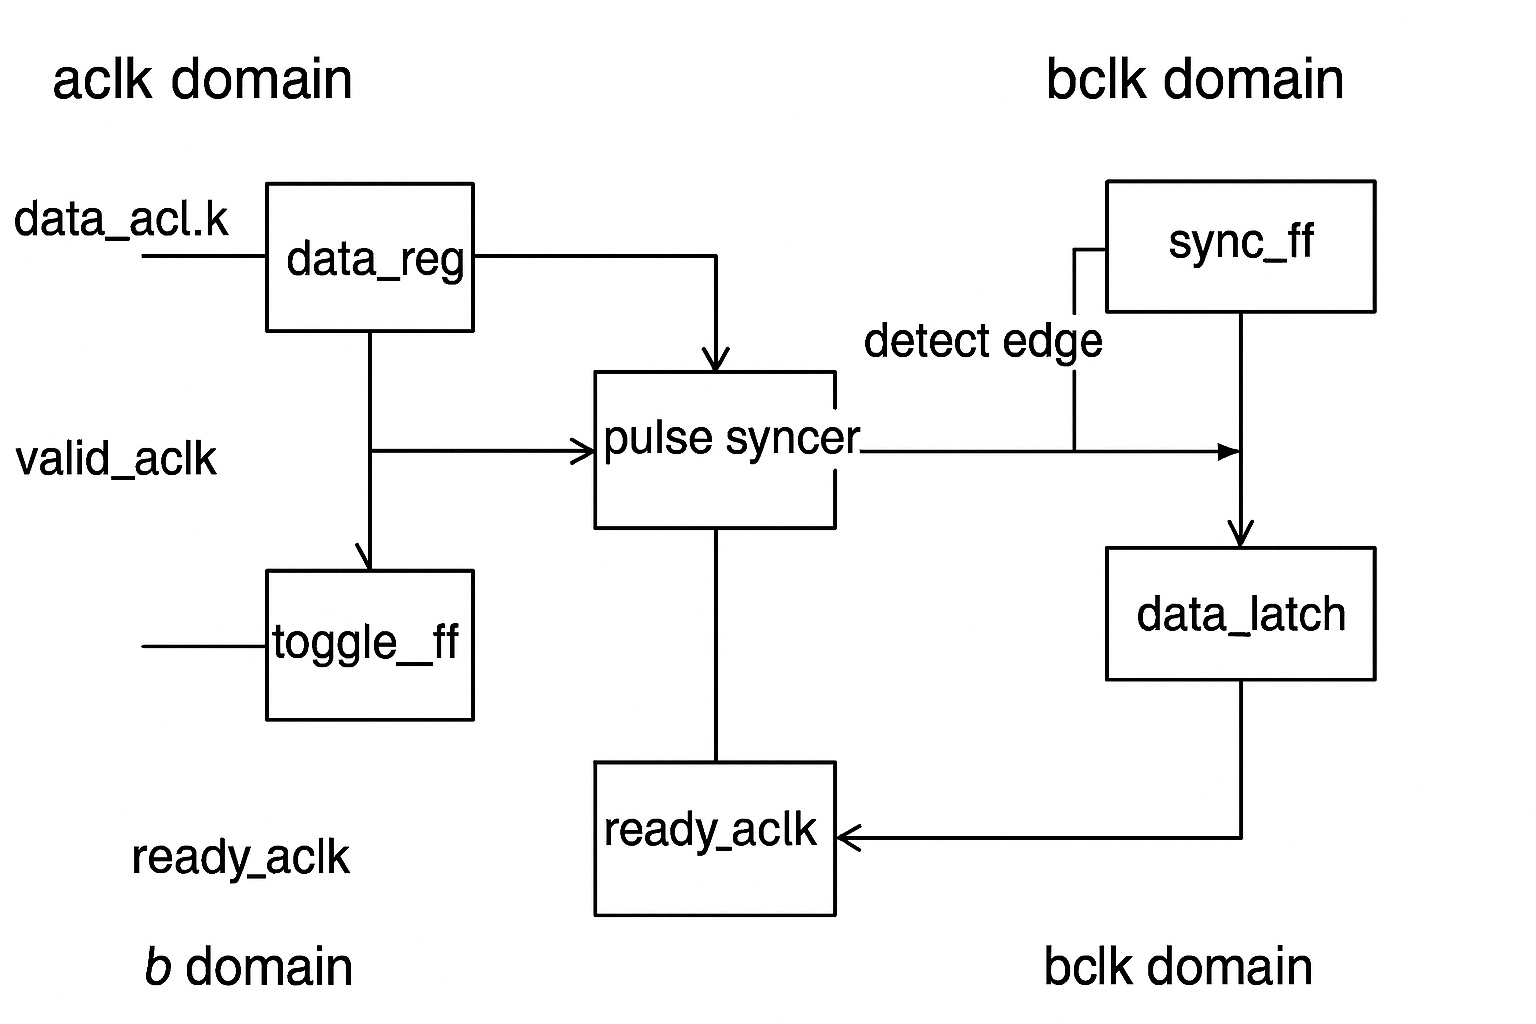 aclk domain
bclk domain
data_acl.k
data_reg
sync_ff
detect edge
pulse syncer
valid_aclk
toggle_ff
data_latch
ready_aclk
ready_aclk
b domain
bclk domain